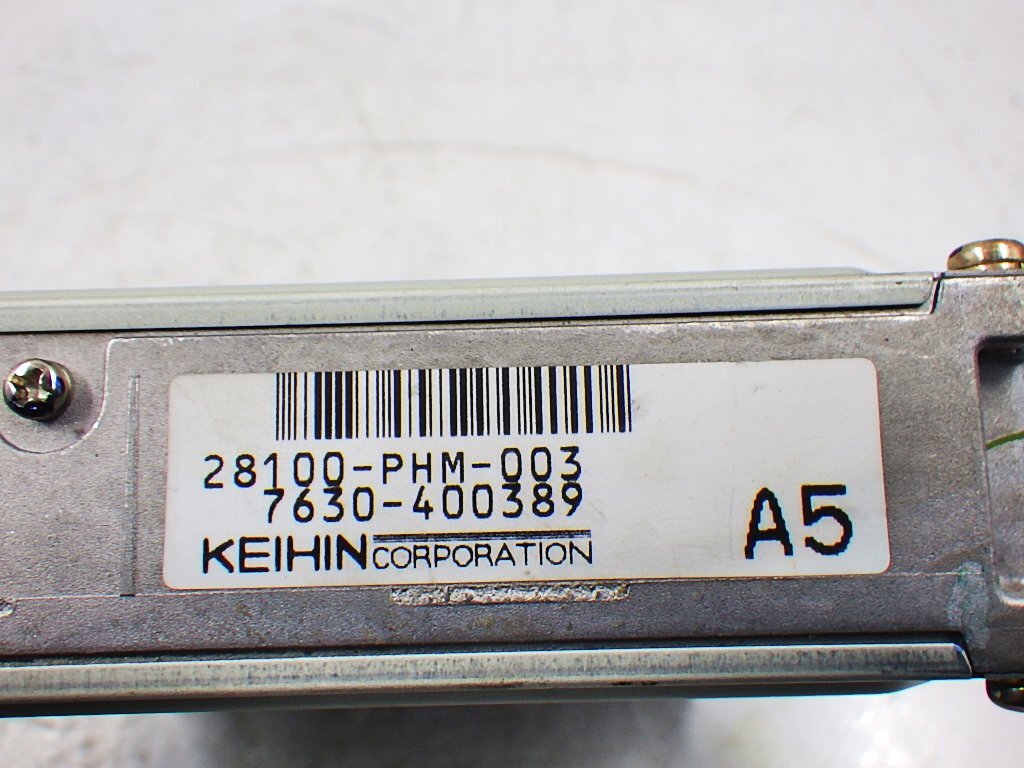 28100-PHM-003
7630-400389
KEIHIN CORPORATION
A5